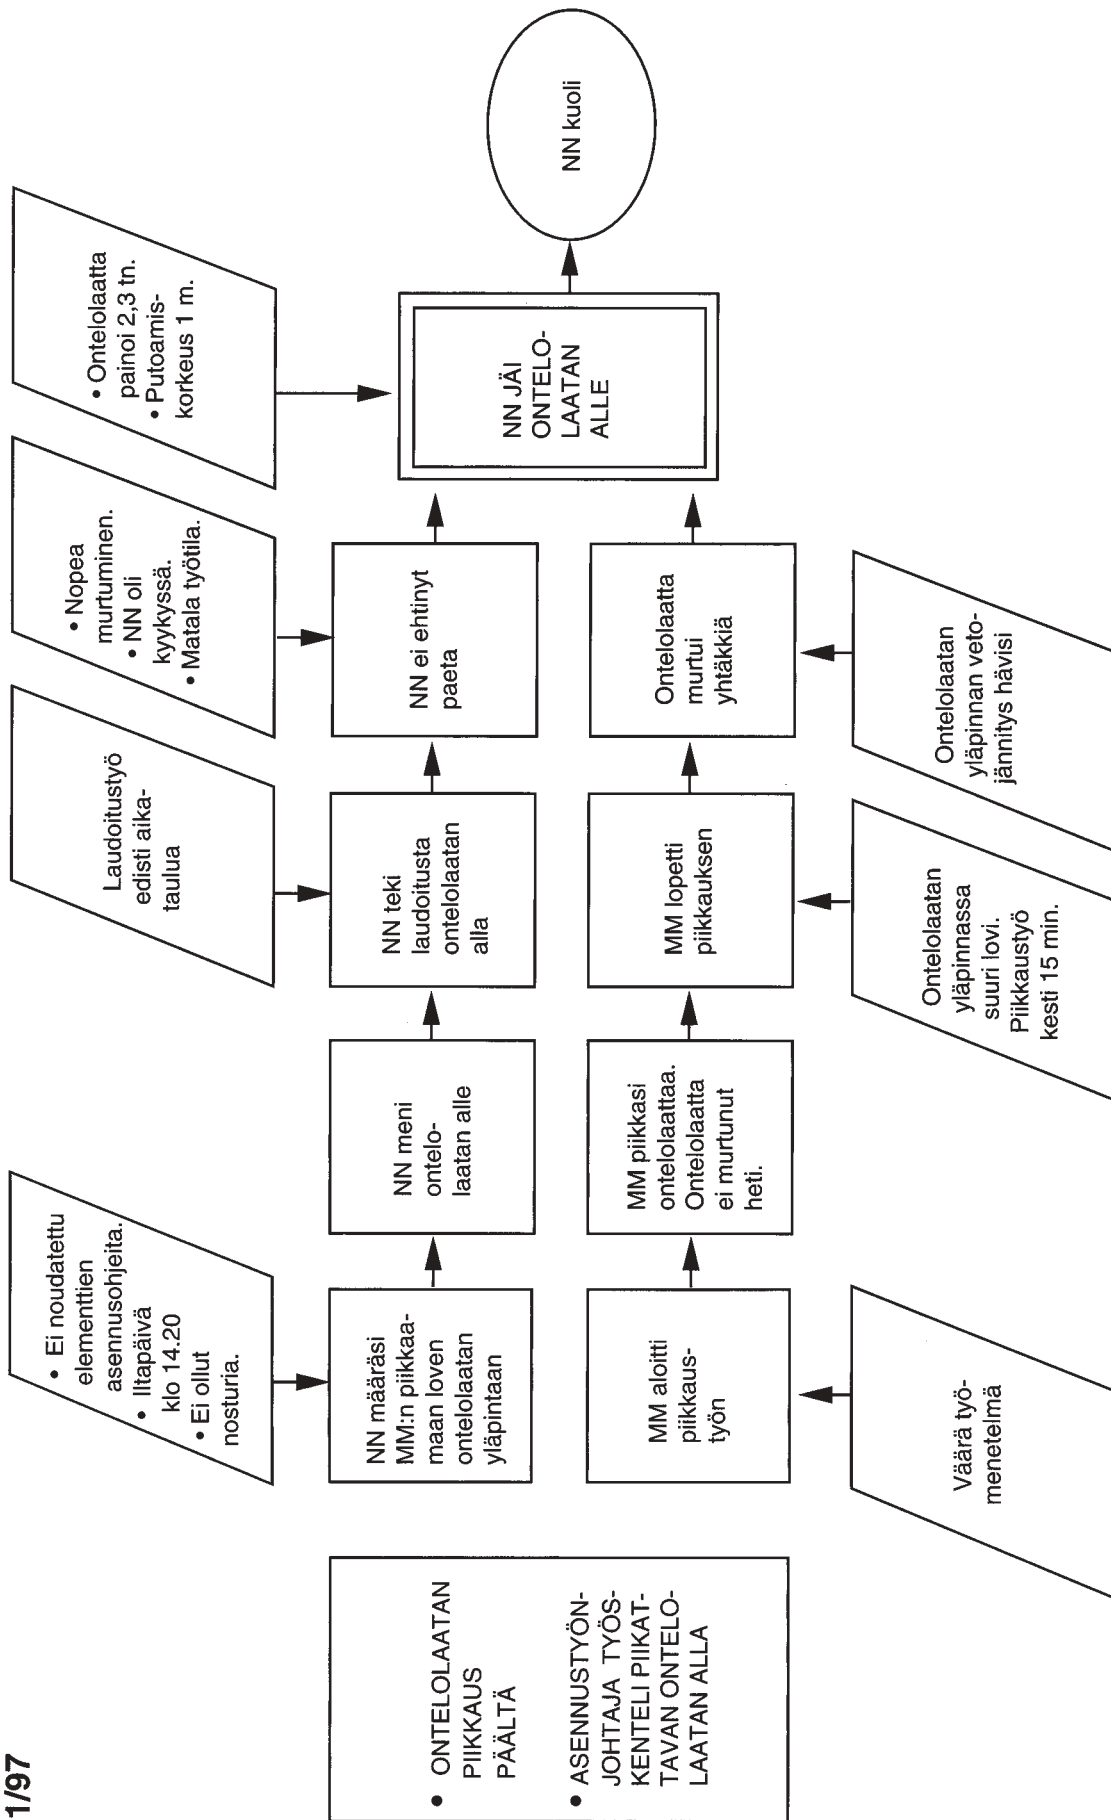 1/97
• ONTELOLAATAN
PIIKKAUS
PÄÄLTÄ
• ASENNUSTYÖN-
JOHTAJA TYÖS-
KENTELI PIIKAT-
TAVAN ONTELO-
LAATAN ALLA
• Ei noudatettu
elementtien
asennusohjeita.
• Iltapäivä
klo 14.20
• Ei ollut
nosturia.
NN määräsi
MM:n piikkaa-
maan loven
ontelolaatan
yläpintaan
NN meni
ontelo-
laatan alle
Laudoitustyö
edisti aika-
taulua
NN teki
laudoitusta
ontelolaatan
alla
• Nopea
murtuminen.
• NN oli
kyykyssä.
• Matala työtila.
NN ei ehtinyt
paeta
• Ontelolaatta
painoi 2,3 tn.
• Putoamis-
korkeus 1 m.
NN JÄI
ONTELO-
LAATAN
ALLE
NN kuoli
MM aloitti
piikkaus-
työn
Väärä työ-
menetelmä
MM piikkasi
ontelolaattaa.
Ontelolaatta
ei murtunut
heti.
MM lopetti
piikkauksen
Ontelolaatan
yläpinnassa
suuri lovi.
Piikkaustyö
kesti 15 min.
Ontelolaatta
murtui
yhtäkkiä
Ontelolaatan
yläpinnan veto-
jännitys hävisi